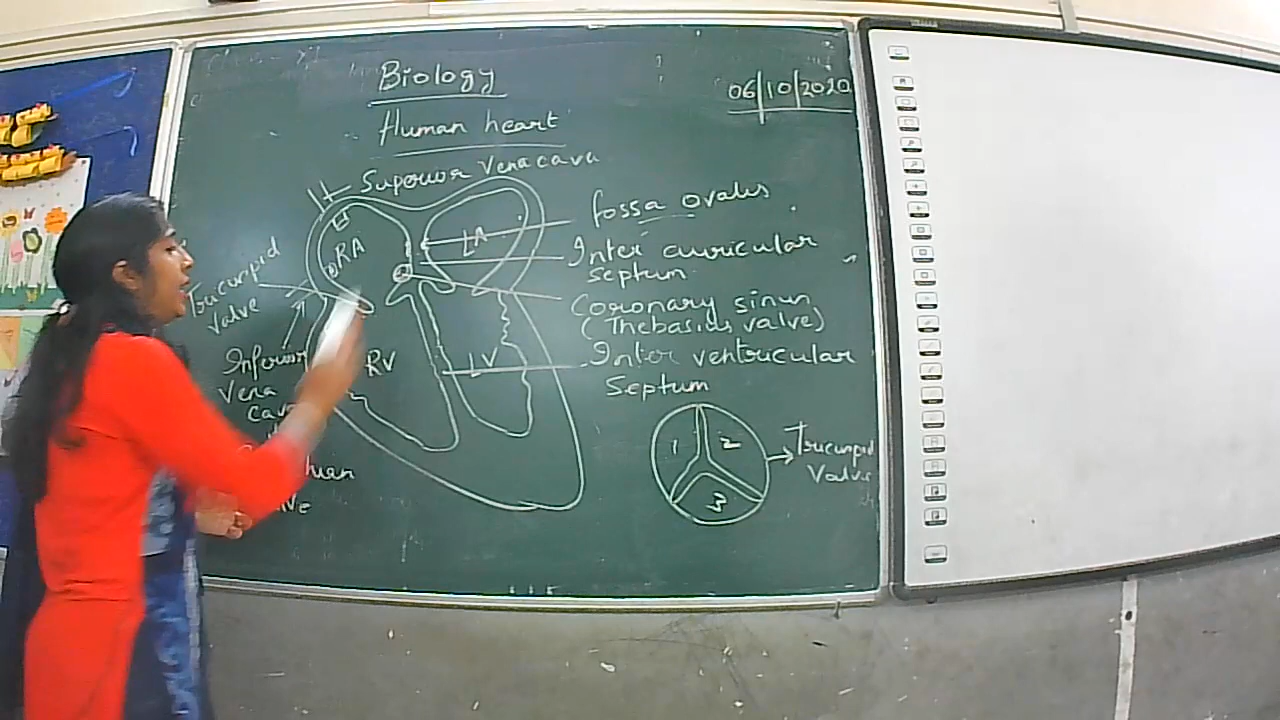 Biology
06/10/2020
Human heart
Superior Vena cava
fossa ovalis
RA
LA
Inter auricular
septum
Tricuspid
valve
Coronary sinus
(Thebasius valve)
Inferior
Vena
RV
LV
Inter ventricular
Septum
1
2
3
Tricuspid
Valve